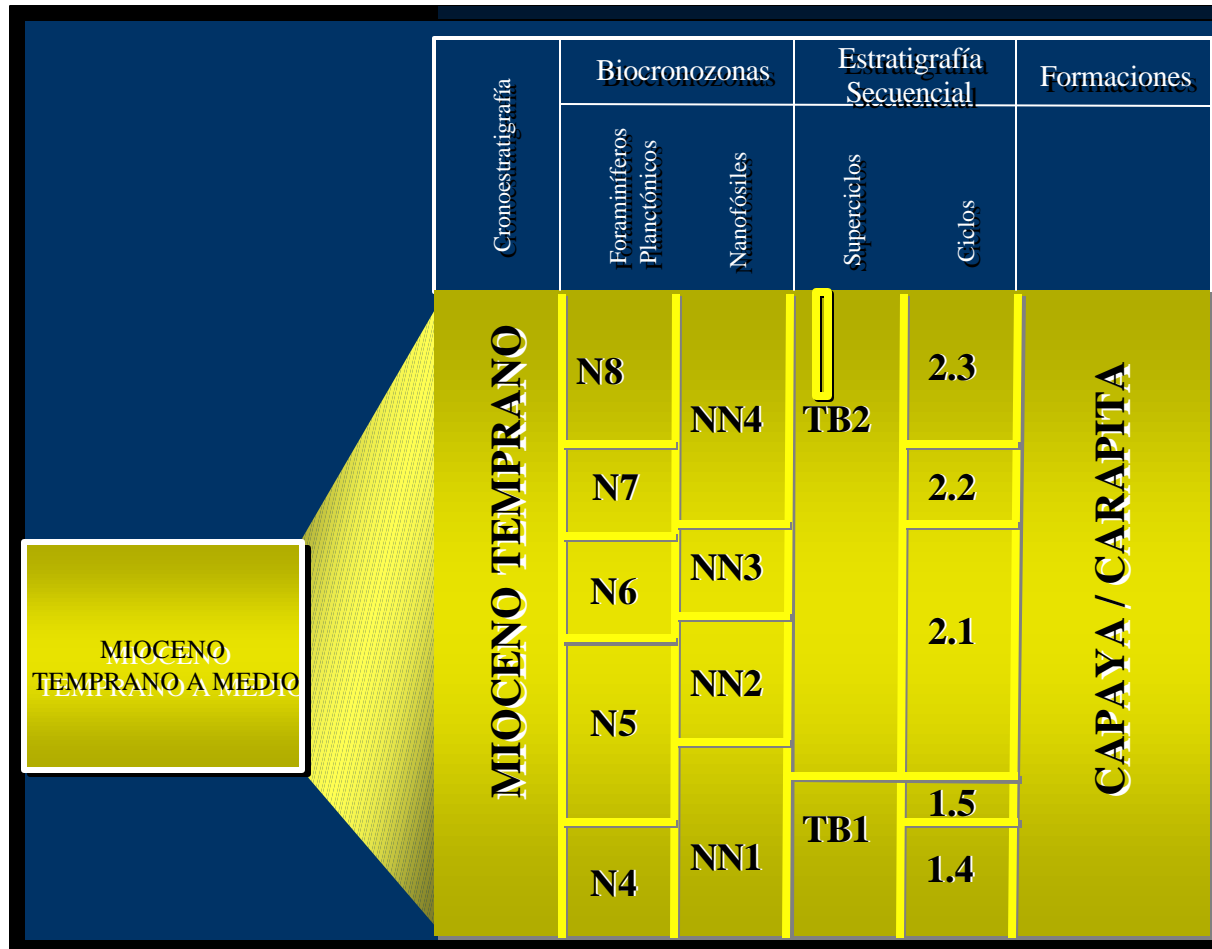 Biocronozonas
Estratigrafía
Secuencial
Formaciones
Cronoestratigrafía
Foraminíferos
Planctónicos
Nanofósiles
Superciclos
Ciclos
MIOCENO
TEMPRANO A MEDIO
MIOCENO TEMPRANO
N8
N7
N6
N5
N4
NN4
NN3
NN2
NN1
TB2
TB1
2.3
2.2
2.1
1.5
1.4
CAPAYA / CARAPITA